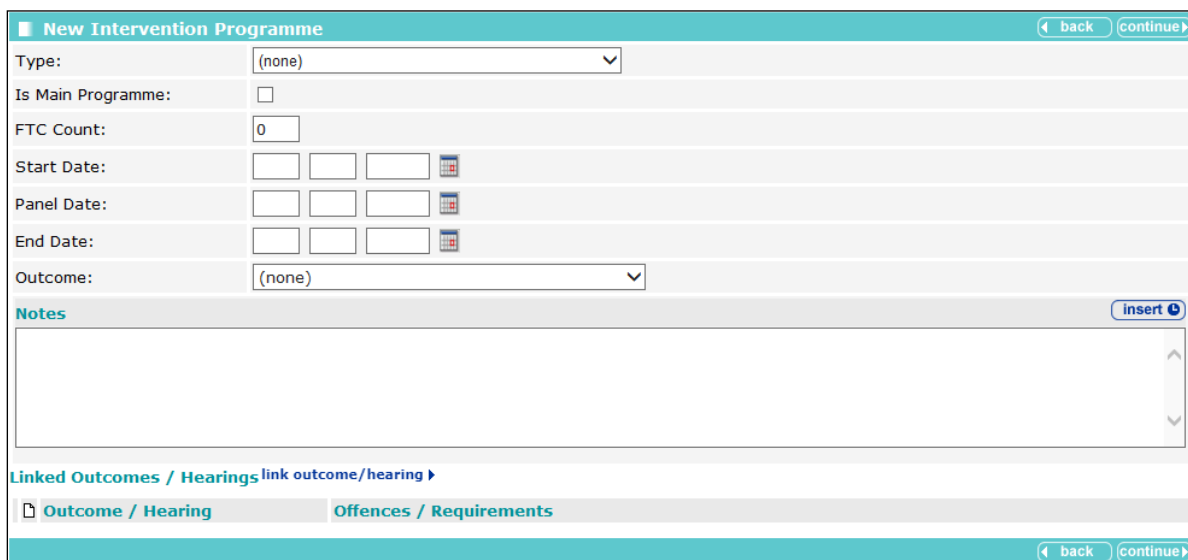 New Intervention Programme back continue
Type: (none)
Is Main Programme:
FTC Count: 0
Start Date:
Panel Date:
End Date:
Outcome: (none)
Notes insert
Linked Outcomes / Hearings link outcome/hearing
Outcome / Hearing Offences / Requirements
back continue